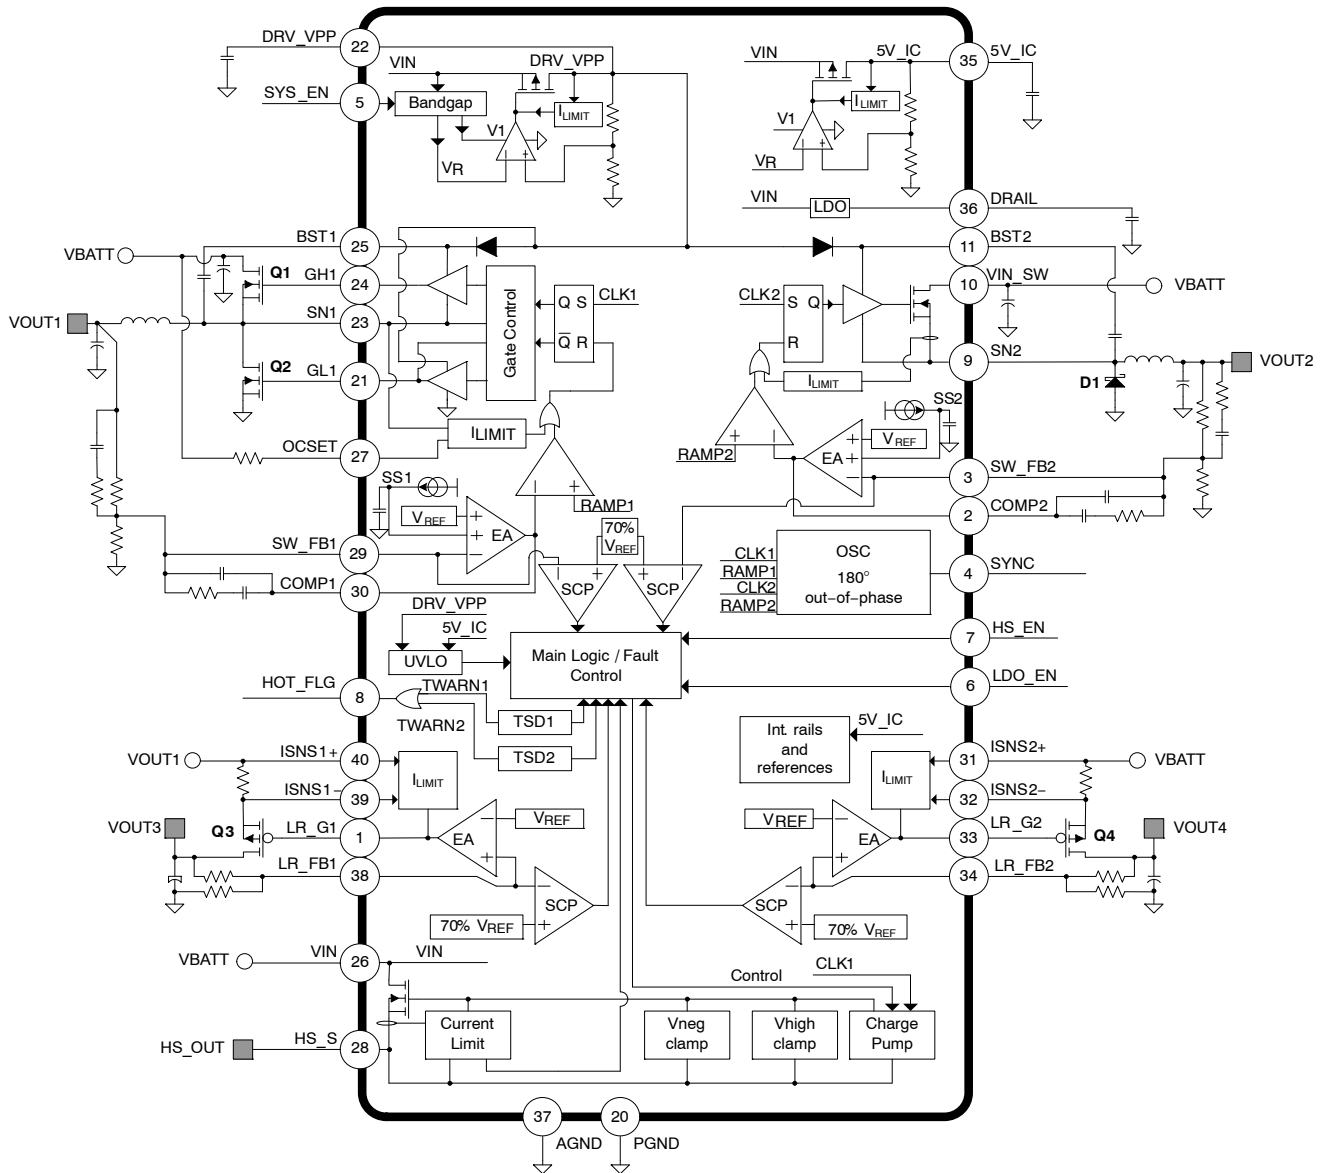 DRV_VPP
22
VIN
DRV_VPP
VIN
5V_IC
35
5V_IC
SYS_EN
5
Bandgap
ILIMIT
V1
VR
V1
ILIMIT
VR
VIN
LDO
36
DRAIL
BST1
25
11
BST2
VBATT
Q1
GH1
24
10
VIN_SW
VBATT
VOUT1
SN1
23
Gate Control
Q S
CLK1
Q R
CLK2
S Q
R
ILIMIT
9
SN2
VOUT2
Q2
GL1
21
D1
OCSET
27
ILIMIT
SS2
VREF
EA
+
+
−
RAMP2
+ −
3
SW_FB2
2
COMP2
SS1
VREF
+
+
−
EA
− +
RAMP1
70%
VREF
SW_FB1
29
COMP1
30
− +
SCP
+ −
SCP
CLK1
RAMP1
CLK2
RAMP2
OSC
180°
out−of−phase
4
SYNC
DRV_VPP
5V_IC
UVLO
Main Logic / Fault
Control
7
HS_EN
6
LDO_EN
HOT_FLG
8
TWARN1
TWARN2
TSD1
TSD2
Int. rails
and
references
5V_IC
VOUT1
ISNS1+
40
ILIMIT
ILIMIT
31
ISNS2+
VBATT
ISNS1−
39
32
ISNS2−
VOUT3
Q3
LR_G1
1
EA
−
+
VREF
VREF
−
+
EA
33
LR_G2
Q4
VOUT4
LR_FB1
38
34
LR_FB2
−
+
SCP
70% VREF
SCP
−
+
70% VREF
VBATT
VIN
26
VIN
Control
CLK1
Current
Limit
Vneg
clamp
Vhigh
clamp
Charge
Pump
HS_OUT
HS_S
28
37
AGND
20
PGND